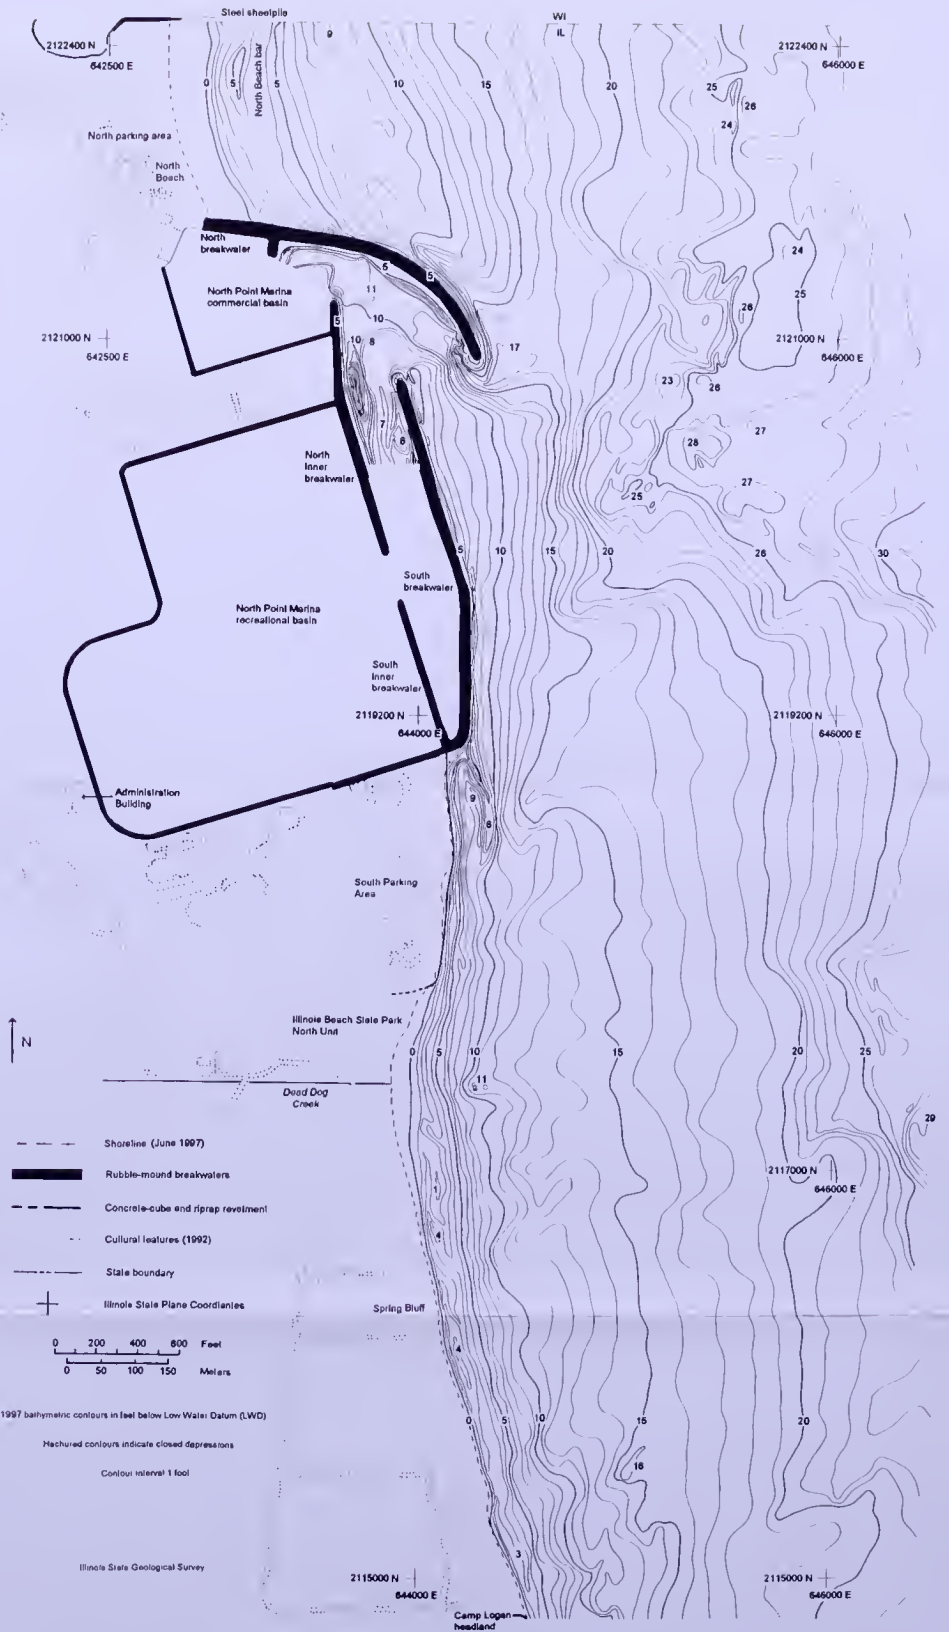 Steel sheetpile
WI
IL
2122400 N
642500 E
9
2122400 N
646000 E
North Beach bar
0
5
5
10
15
20
25
26
24
North parking area
North
Beach
North
breakwater
5
5
24
North Point Marina
commercial basin
11
25
26
10
5
2121000 N
642500 E
10
8
17
2121000 N
646000 E
23
26
7
6
27
28
North
Inner
breakwater
25
27
5
10
15
20
26
30
South
breakwater
North Point Marina
recreational basin
South
Inner
breakwater
2119200 N
644000 E
2119200 N
646000 E
Administration
Building
9
8
South Parking
Area
N
Illinois Beach State Park
North Unit
0
5
10
15
20
25
11
Dead Dog
Creek
29
Shoreline (June 1997)
Rubble-mound breakwaters
2117000 N
646000 E
1
Concrete-cube and riprap revetment
4
Cultural features (1992)
State boundary
Illinois State Plane Coordinates
Spring Bluff
0 200 400 600 Feet
4
0 50 100 150 Meters
1997 bathymetric contours in feet below Low Water Datum (LWD)
0
5
10
15
20
Hachured contours indicate closed depressions
16
Contour interval 1 foot
3
Illinois State Geological Survey
2115000 N
644000 E
2115000 N
646000 E
Camp Logan
headland